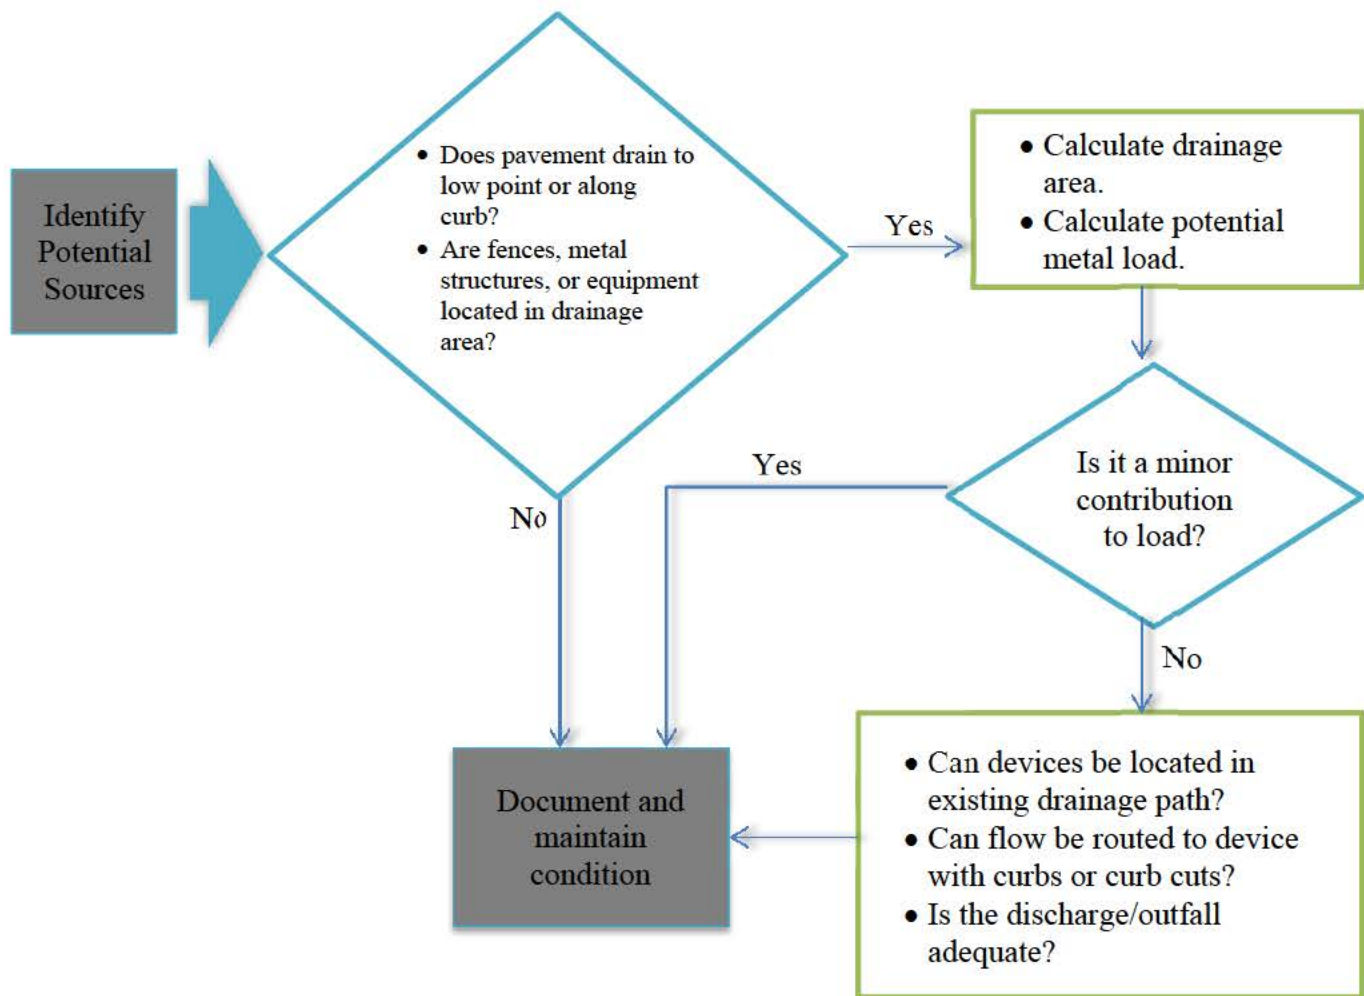 Identify
Potential
Sources
• Does pavement drain to
low point or along
curb?
• Are fences, metal
structures, or equipment
located in drainage
area?
Yes
• Calculate drainage
area.
• Calculate potential
metal load.
Is it a minor
contribution
to load?
Yes
No
No
Document and
maintain
condition
• Can devices be located in
existing drainage path?
• Can flow be routed to device
with curbs or curb cuts?
• Is the discharge/outfall
adequate?